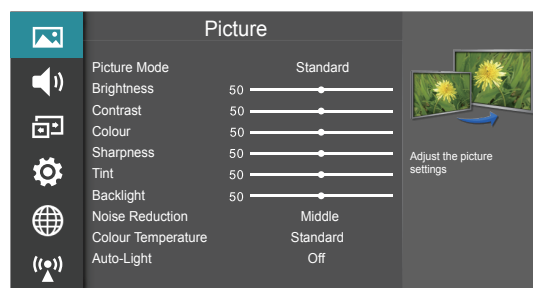 Picture
Picture Mode Standard
Brightness 50
Contrast 50
Colour 50
Sharpness 50
Tint 50
Backlight 50
Noise Reduction Middle
Colour Temperature Standard
Auto-Light Off
Adjust the picture
settings